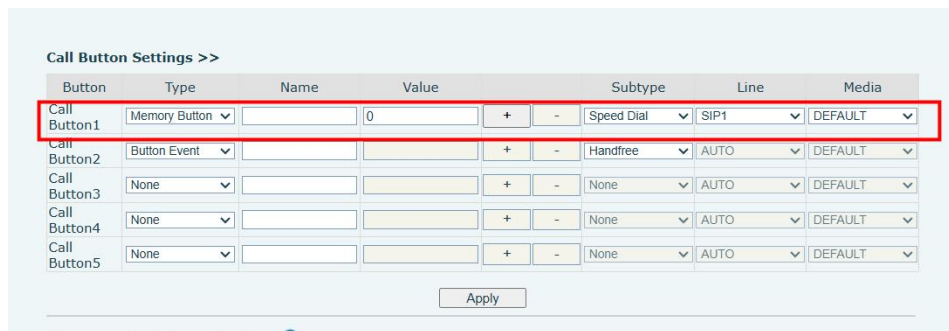 Call Button Settings >>
Button Type Name Value Subtype Line Media
Call Button1 Memory Button 0 + - Speed Dial SIP1 DEFAULT
Call Button2 Button Event + - Handfree AUTO DEFAULT
Call Button3 None + - None AUTO DEFAULT
Call Button4 None + - None AUTO DEFAULT
Call Button5 None + - None AUTO DEFAULT
Apply